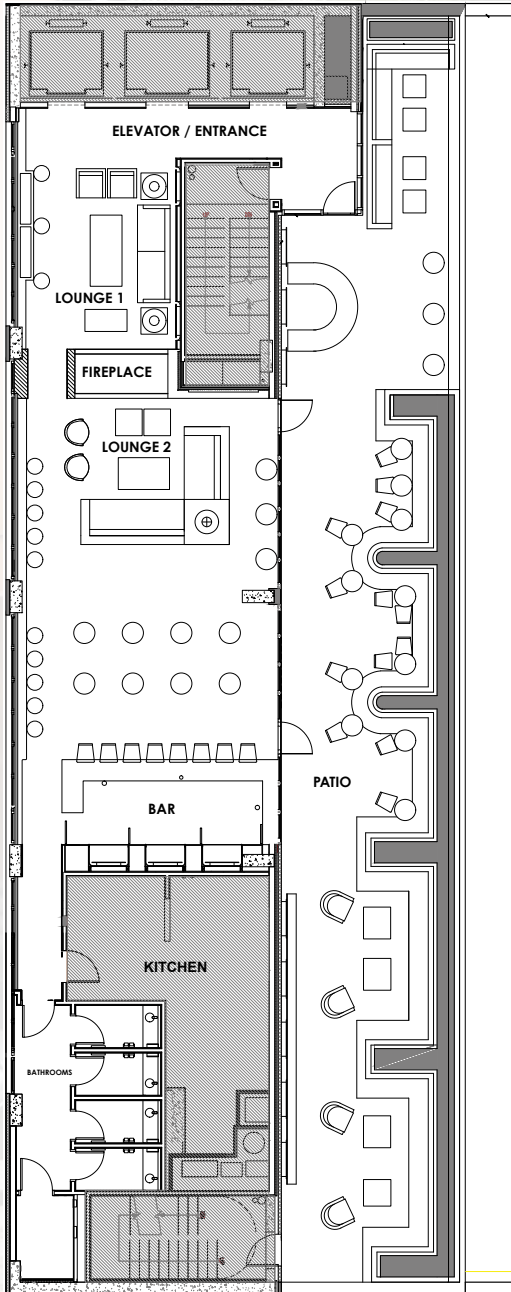 ELEVATOR / ENTRANCE
LOUNGE 1
FIREPLACE
LOUNGE 2
PATIO
BAR
KITCHEN
BATHROOMS